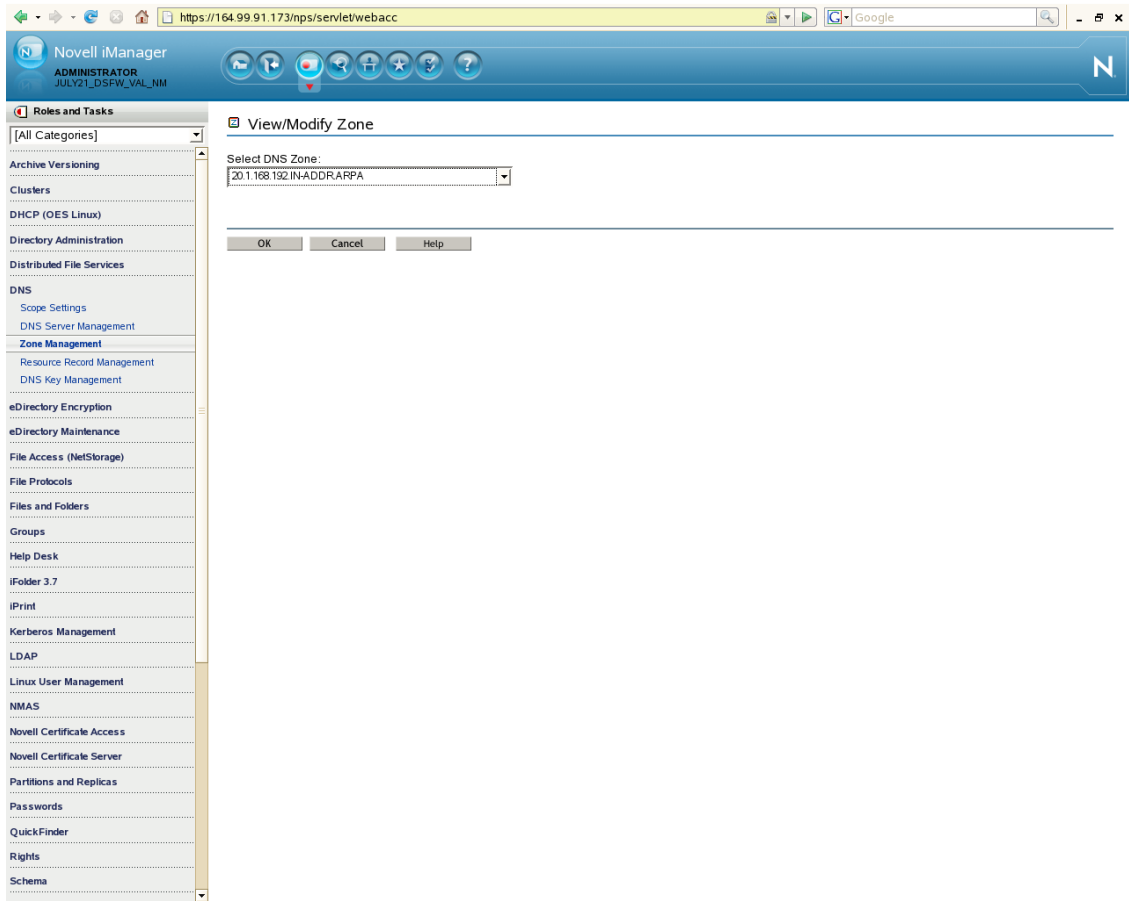 https://164.99.91.173/nps/servlet/webacc
G Google
Novell iManager
ADMINISTRATOR
JULY21_DSFW_VAL_NM
N
Roles and Tasks
[All Categories]
Archive Versioning
Clusters
DHCP (OES Linux)
Directory Administration
Distributed File Services
DNS
Scope Settings
DNS Server Management
Zone Management
Resource Record Management
DNS Key Management
eDirectory Encryption
eDirectory Maintenance
File Access (NetStorage)
File Protocols
Files and Folders
Groups
Help Desk
iFolder 3.7
iPrint
Kerberos Management
LDAP
Linux User Management
NMAS
Novell Certificate Access
Novell Certificate Server
Partitions and Replicas
Passwords
QuickFinder
Rights
Schema
View/Modify Zone
Select DNS Zone:
20.1.168.192.IN-ADDR.ARPA
OK Cancel Help